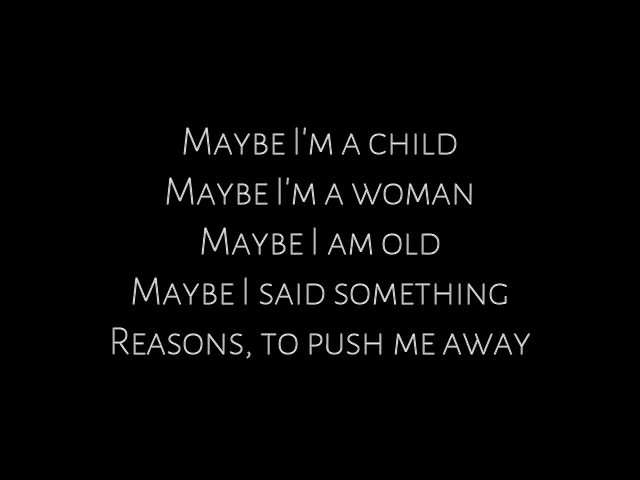 Maybe I'm a child
Maybe I'm a woman
Maybe I am old
Maybe I said something
Reasons, to push me away